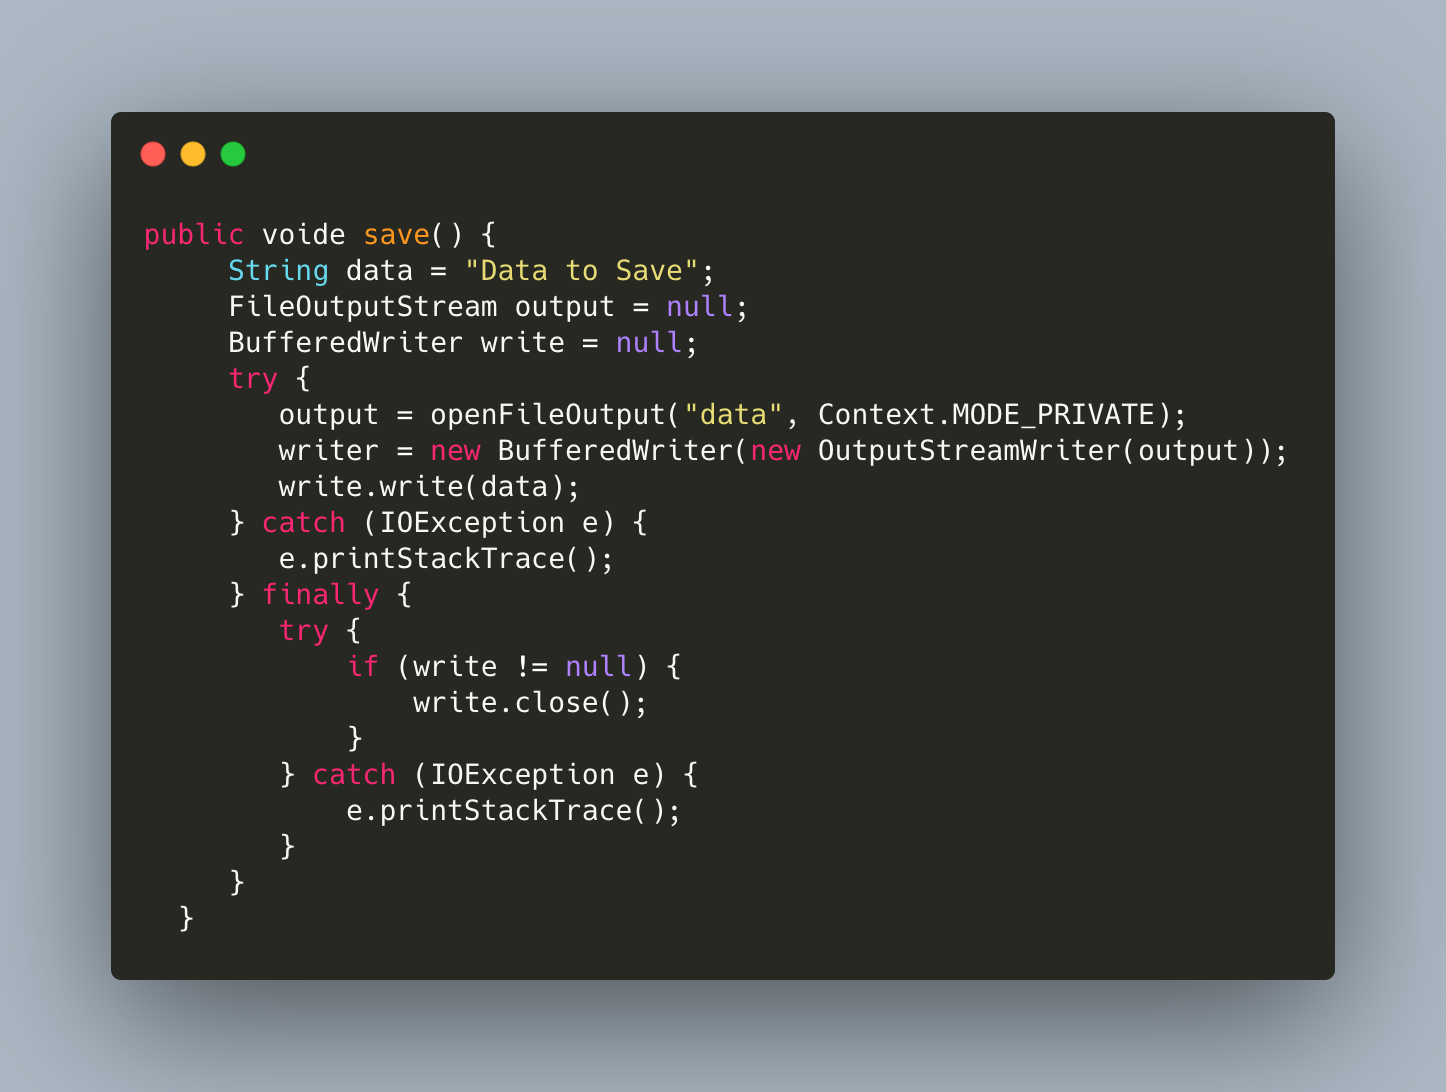 public voide save() {
     String data = "Data to Save";
     FileOutputStream output = null;
     BufferedWriter write = null;
     try {
        output = openFileOutput("data", Context.MODE_PRIVATE);
        writer = new BufferedWriter(new OutputStreamWriter(output));
        write.write(data);
     } catch (IOException e) {
        e.printStackTrace();
     } finally {
        try {
            if (write != null) {
                write.close();
            }
        } catch (IOException e) {
            e.printStackTrace();
        }
     }
  }